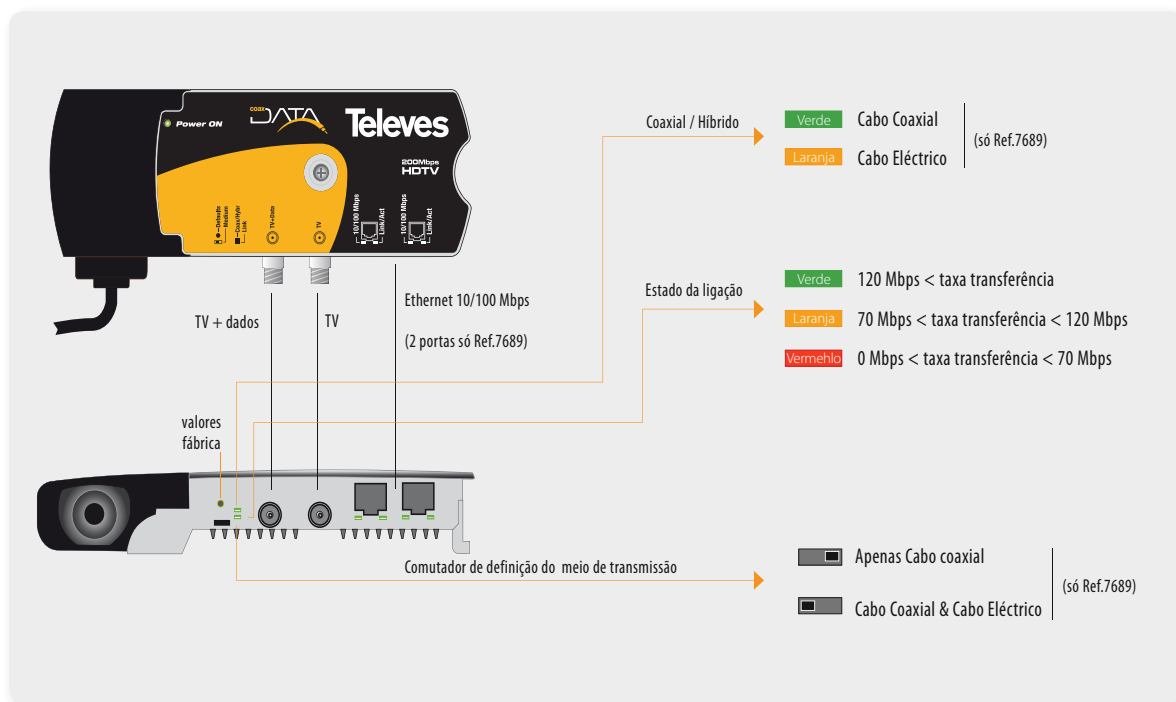 Power ON
coax
DATA
Televes
200Mbps
HDTV
Defaults
Medium
Coax/Hybr
Link
TV+Data
TV
10/100 Mbps
Link/Act
10/100 Mbps
Link/Act
TV + dados
TV
Ethernet 10/100 Mbps
(2 portas só Ref.7689)
valores
fábrica
Coaxial / Híbrido
Verde Cabo Coaxial
Laranja Cabo Eléctrico
(só Ref.7689)
Estado da ligação
Verde 120 Mbps < taxa transferência
Laranja 70 Mbps < taxa transferência < 120 Mbps
Vermehlo 0 Mbps < taxa transferência < 70 Mbps
Comutador de definição do meio de transmissão
Apenas Cabo coaxial
Cabo Coaxial & Cabo Eléctrico
(só Ref.7689)